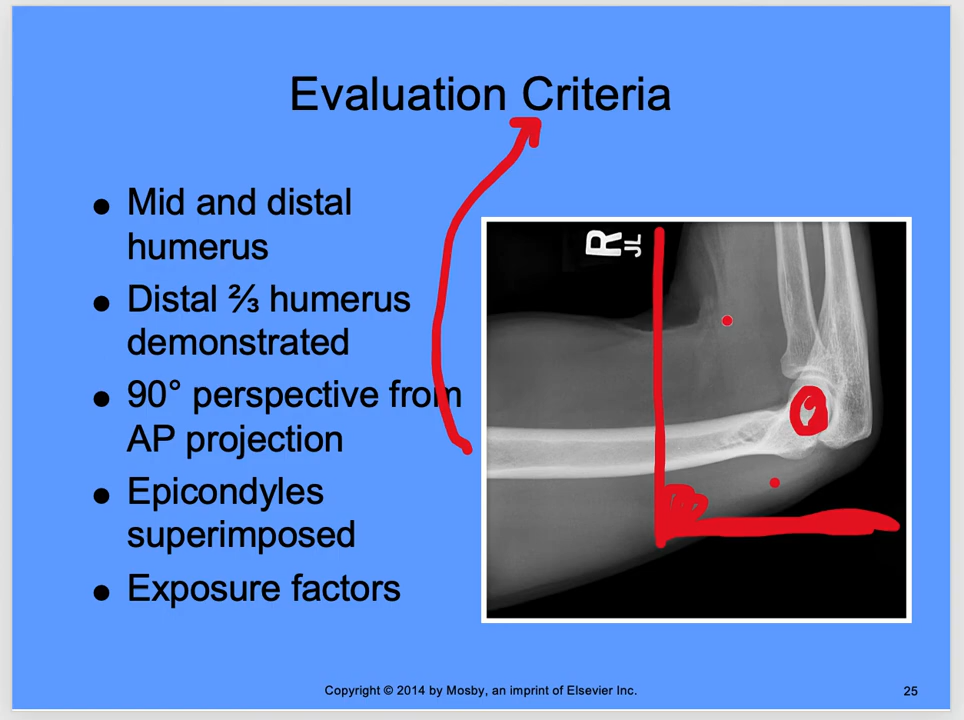 Evaluation Criteria
● Mid and distal
humerus
● Distal ⅔ humerus
demonstrated
● 90° perspective from
AP projection
● Epicondyles
superimposed
● Exposure factors
R
JL
Copyright © 2014 by Mosby, an imprint of Elsevier Inc.
25